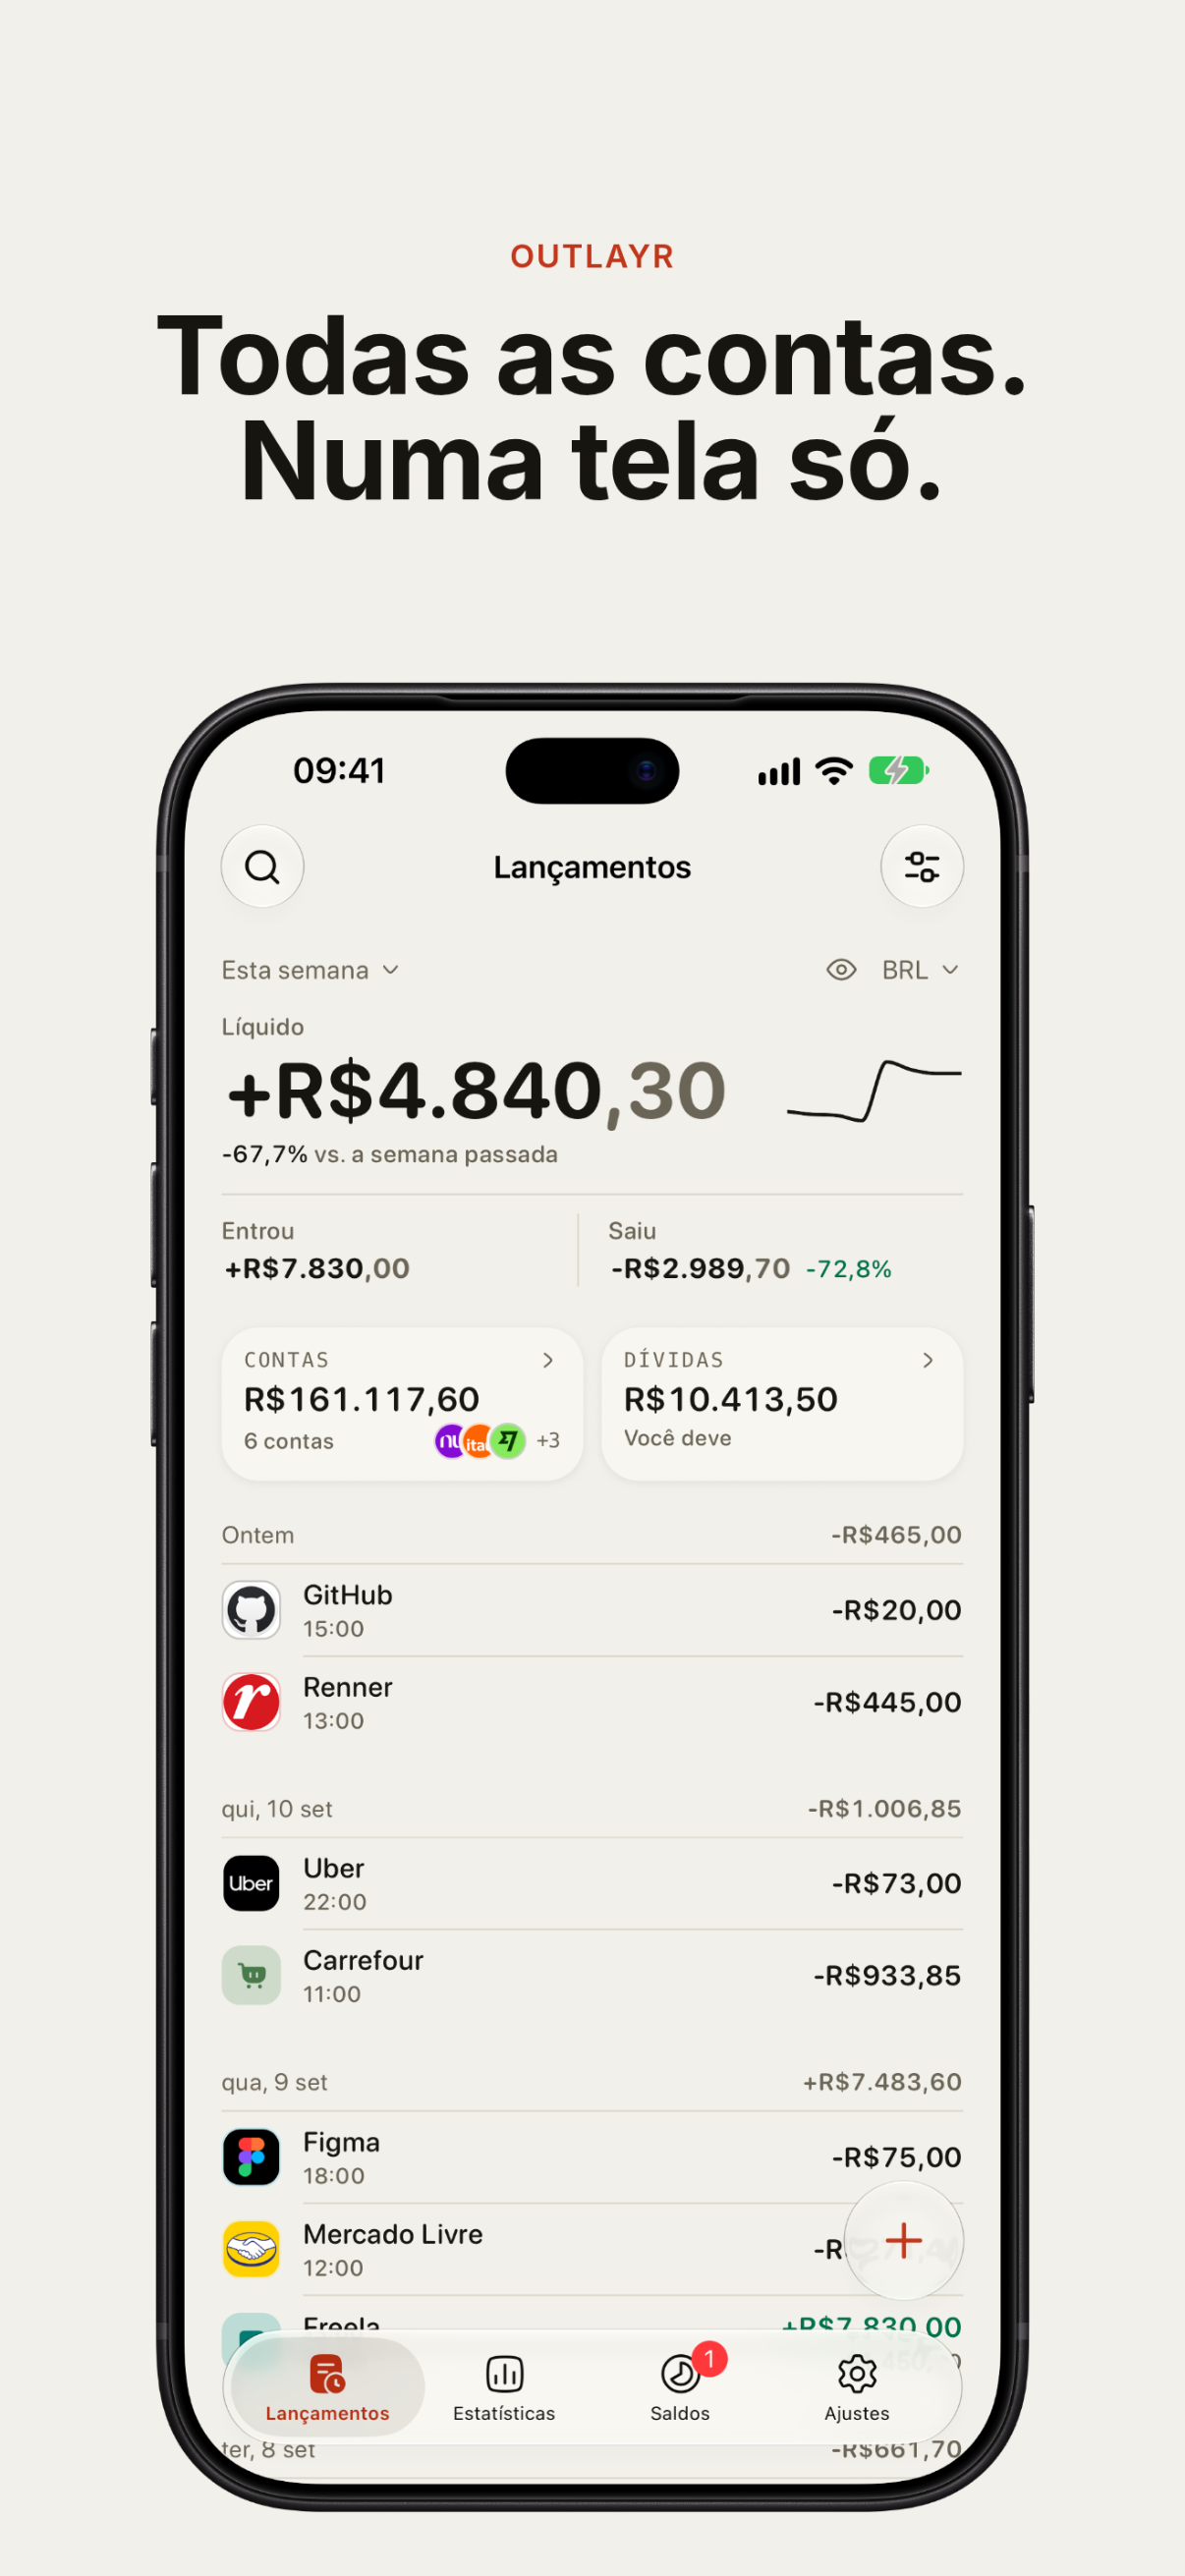 OUTLAYR
Todas as contas.
Numa tela só.
09:41
Lançamentos
Esta semana
BRL
Líquido
+R$4.840,30
-67,7% vs. a semana passada
Entrou
Saiu
+R$7.830,00
-R$2.989,70 -72,8%
CONTAS
R$161.117,60
6 contas
nu
ita
+3
DÍVIDAS
R$10.413,50
Você deve
Ontem
-R$465,00
GitHub
15:00
-R$20,00
r
Renner
13:00
-R$445,00
qui, 10 set
-R$1.006,85
Uber
Uber
22:00
-R$73,00
Carrefour
11:00
-R$933,85
qua, 9 set
+R$7.483,60
Figma
18:00
-R$75,00
Mercado Livre
12:00
Freela
+R$7.830,00
1
Lançamentos
Estatísticas
Saldos
Ajustes
ter, 8 set
-R$661,70